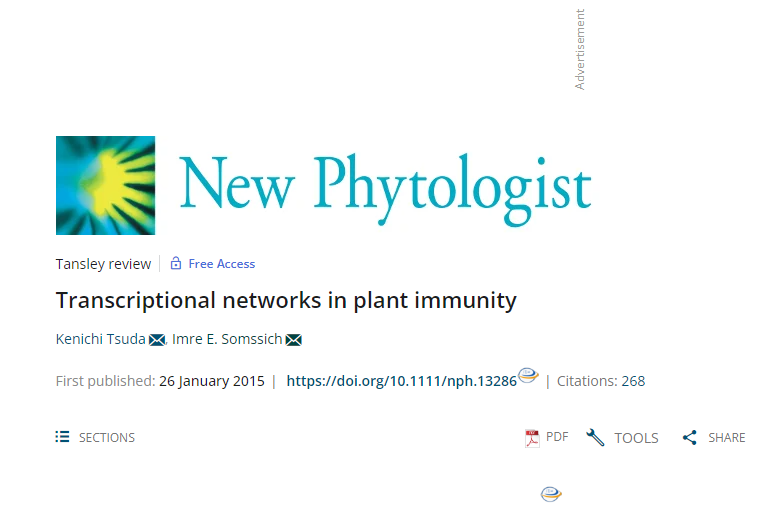 Advertisement
New Phytologist
Tansley review | Free Access
Transcriptional networks in plant immunity
Kenichi Tsuda, Imre E. Somssich
First published: 26 January 2015 | https://doi.org/10.1111/nph.13286 | Citations: 268
SECTIONS PDF TOOLS SHARE